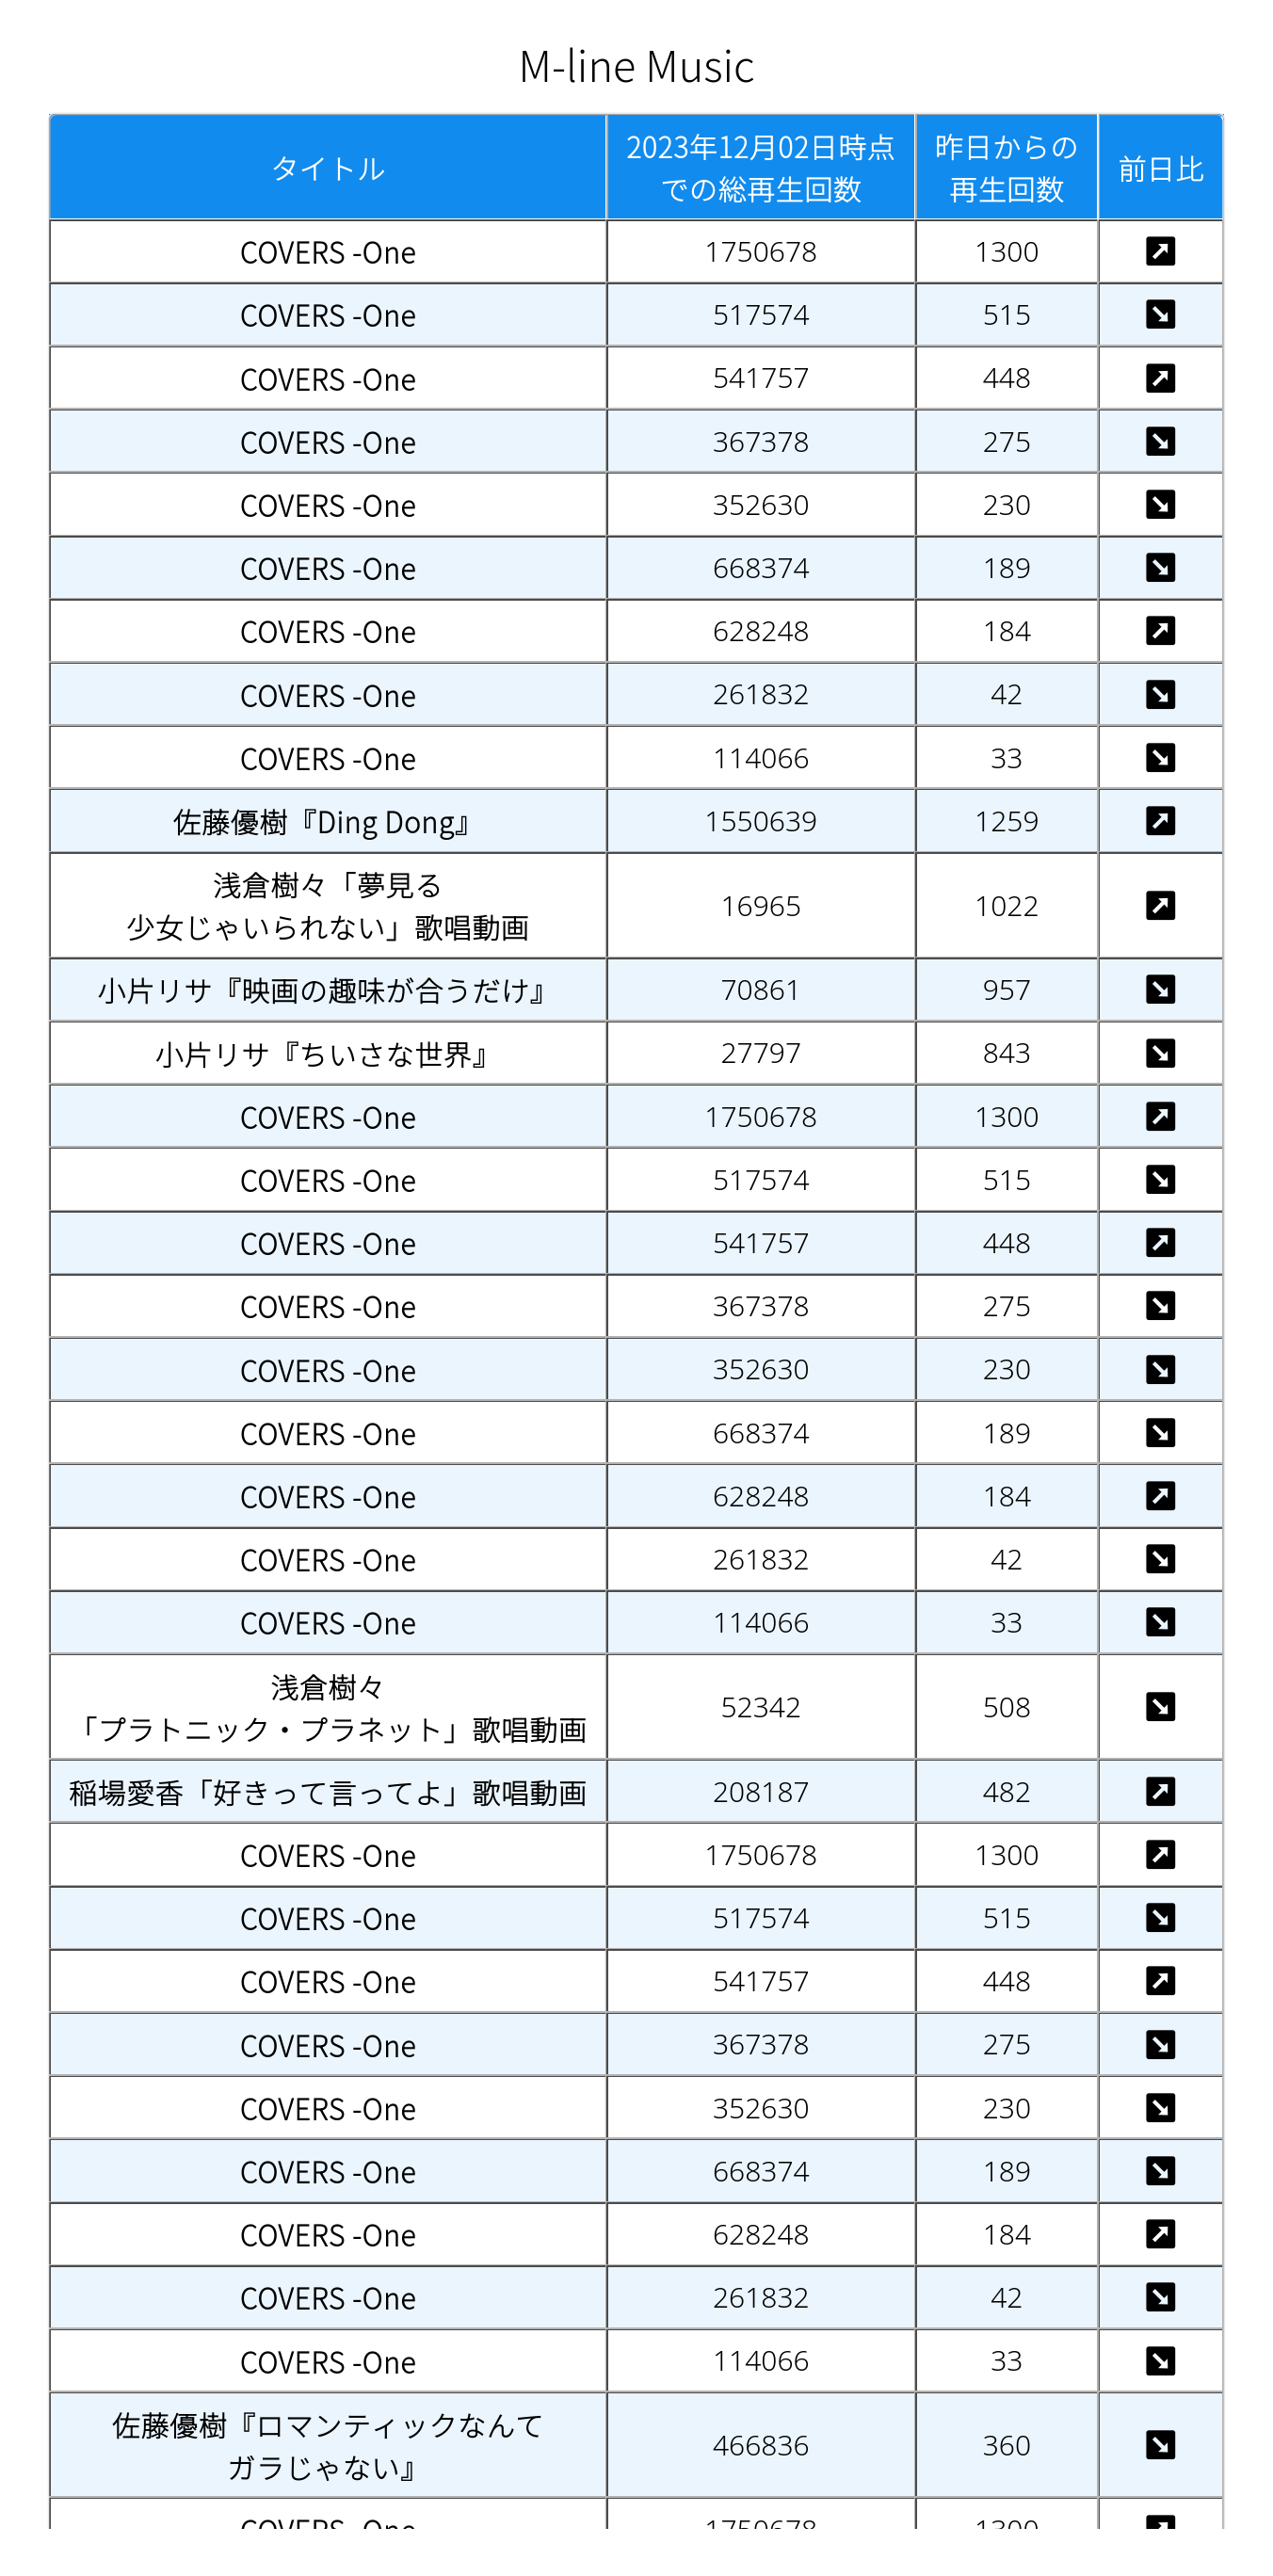 M-line Music
タイトル
2023年12月02日時点
での総再生回数
昨日からの
再生回数
前日比
COVERS -One 1750678 1300
COVERS -One 517574 515
COVERS -One 541757 448
COVERS -One 367378 275
COVERS -One 352630 230
COVERS -One 668374 189
COVERS -One 628248 184
COVERS -One 261832 42
COVERS -One 114066 33
佐藤優樹『Ding Dong』 1550639 1259
浅倉樹々「夢見る
少女じゃいられない」歌唱動画
16965 1022
小片リサ『映画の趣味が合うだけ』 70861 957
小片リサ『ちいさな世界』 27797 843
COVERS -One 1750678 1300
COVERS -One 517574 515
COVERS -One 541757 448
COVERS -One 367378 275
COVERS -One 352630 230
COVERS -One 668374 189
COVERS -One 628248 184
COVERS -One 261832 42
COVERS -One 114066 33
浅倉樹々
「プラトニック・プラネット」歌唱動画
52342 508
稲場愛香「好きって言ってよ」歌唱動画 208187 482
COVERS -One 1750678 1300
COVERS -One 517574 515
COVERS -One 541757 448
COVERS -One 367378 275
COVERS -One 352630 230
COVERS -One 668374 189
COVERS -One 628248 184
COVERS -One 261832 42
COVERS -One 114066 33
佐藤優樹『ロマンティックなんて
ガラじゃない』
466836 360
COVERS -One 1750678 1300